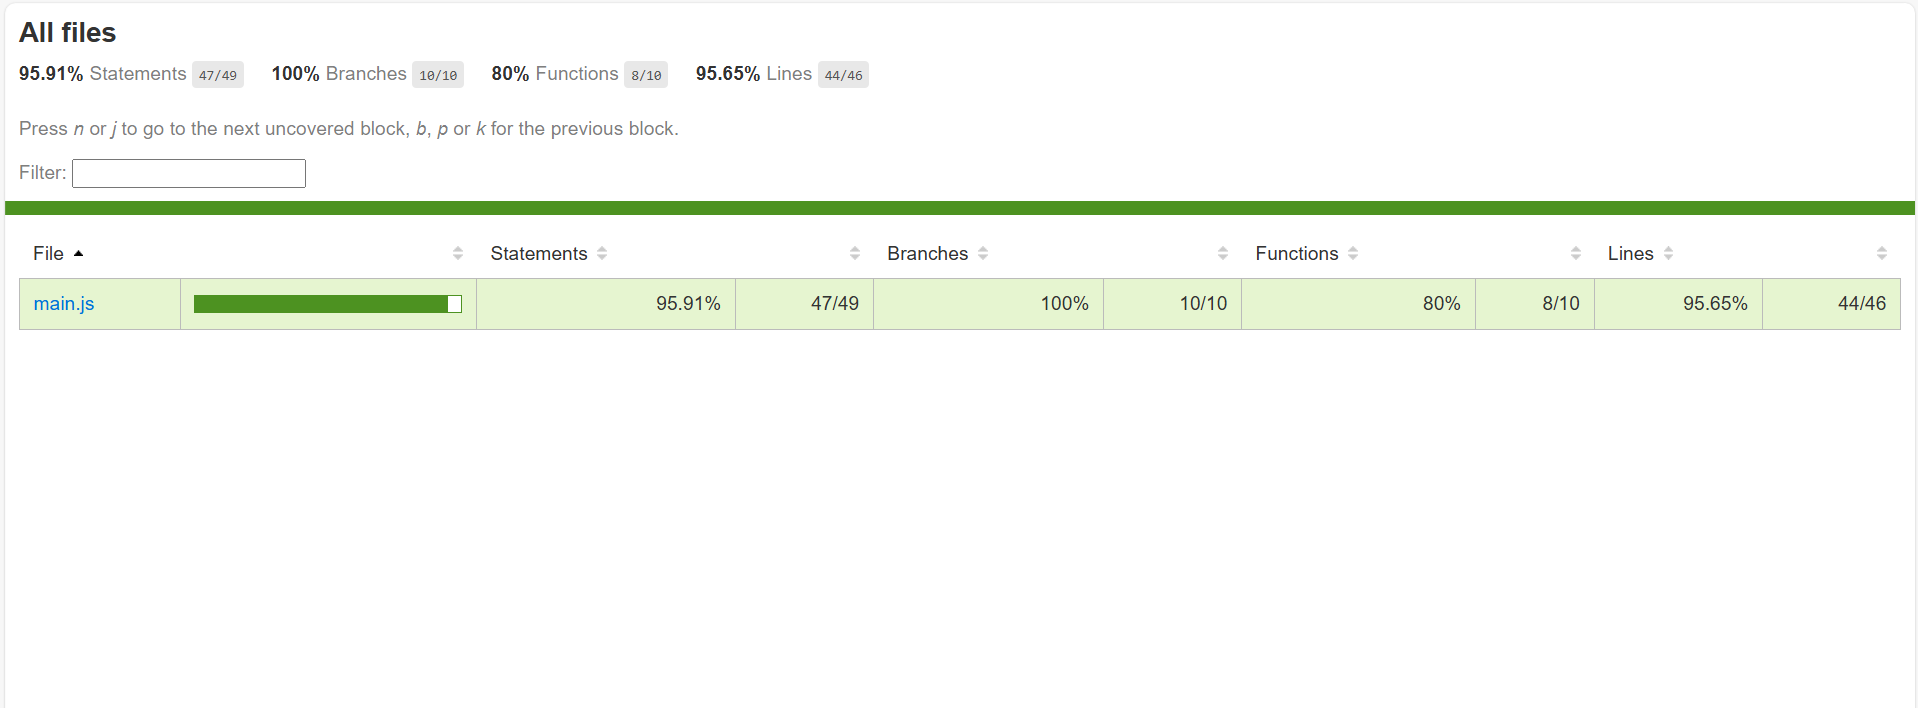 All files
95.91% Statements 47/49 100% Branches 10/10 80% Functions 8/10 95.65% Lines 44/46
Press n or j to go to the next uncovered block, b, p or k for the previous block.
Filter:
File Statements Branches Functions Lines
main.js 95.91% 47/49 100% 10/10 80% 8/10 95.65% 44/46